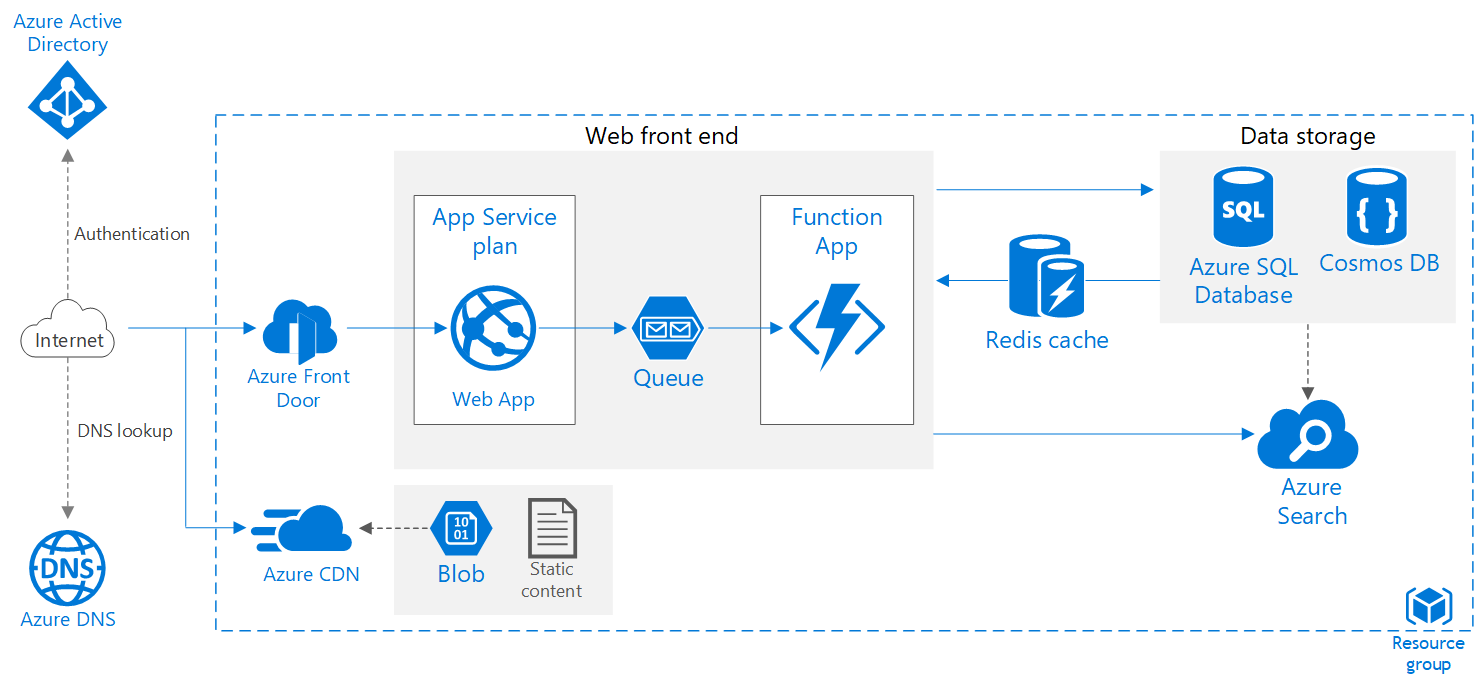 Azure Active
Directory
Authentication
Internet
DNS lookup
DNS
Azure DNS
Web front end
Data storage
App Service
plan
Web App
Queue
Function
App
Azure Front
Door
Azure CDN
10
01
Blob
Static
content
Redis cache
SQL
Azure SQL
Database
{ }
Cosmos DB
Azure
Search
Resource
group